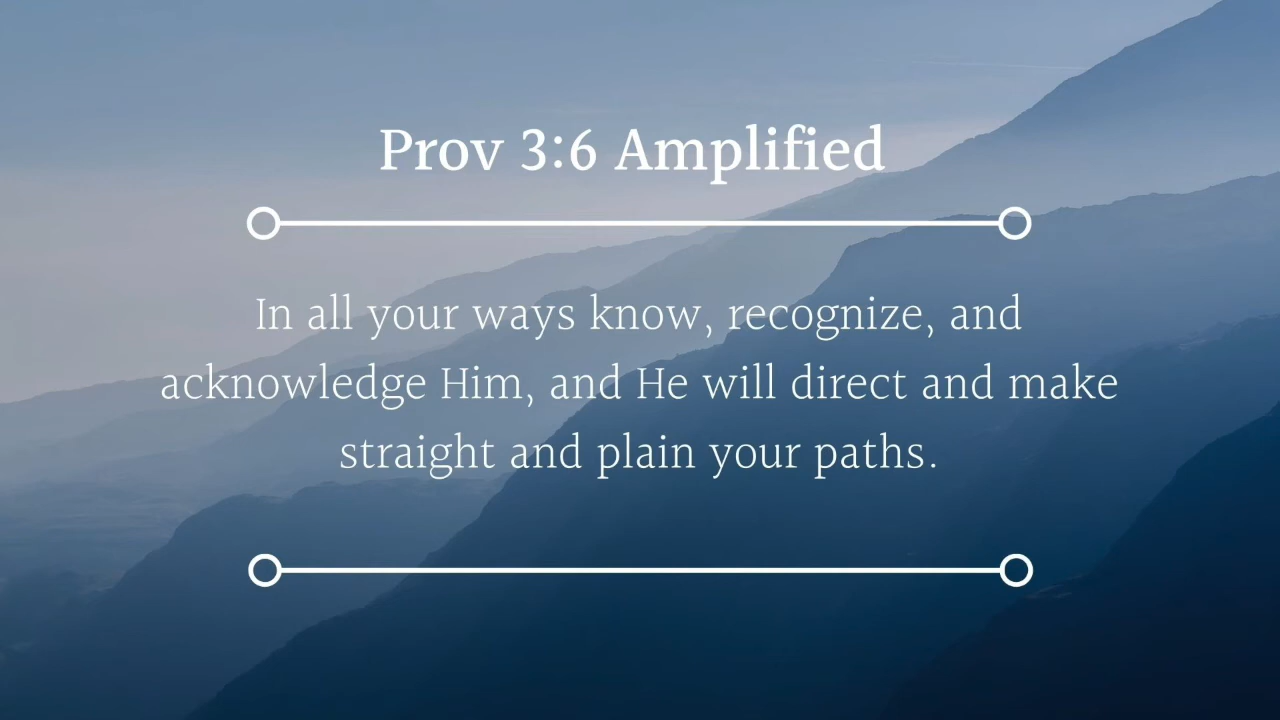 Prov 3:6 Amplified
In all your ways know, recognize, and
acknowledge Him, and He will direct and make
straight and plain your paths.